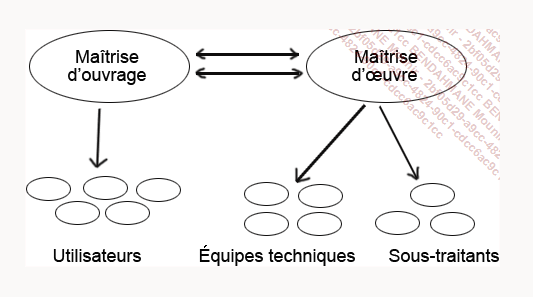 Maîtrise
d'ouvrage
Maîtrise
d'œuvre
Utilisateurs
Équipes techniques
Sous-traitants